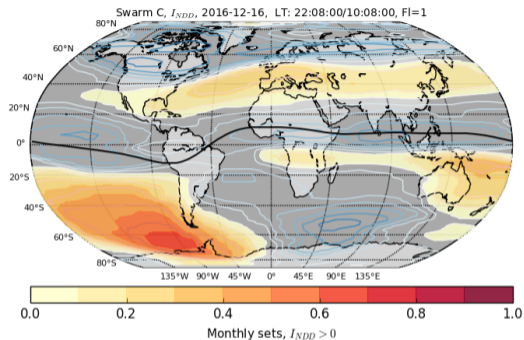 Swarm C, I_NDD, 2016-12-16, LT: 22:08:00/10:08:00, Fl=1
80°N
60°N
40°N
20°N
0°
20°S
40°S
60°S
80°S
135°W 90°W 45°W 0° 45°E 90°E 135°E
0.0 0.2 0.4 0.6 0.8 1.0
Monthly sets, I_NDD > 0